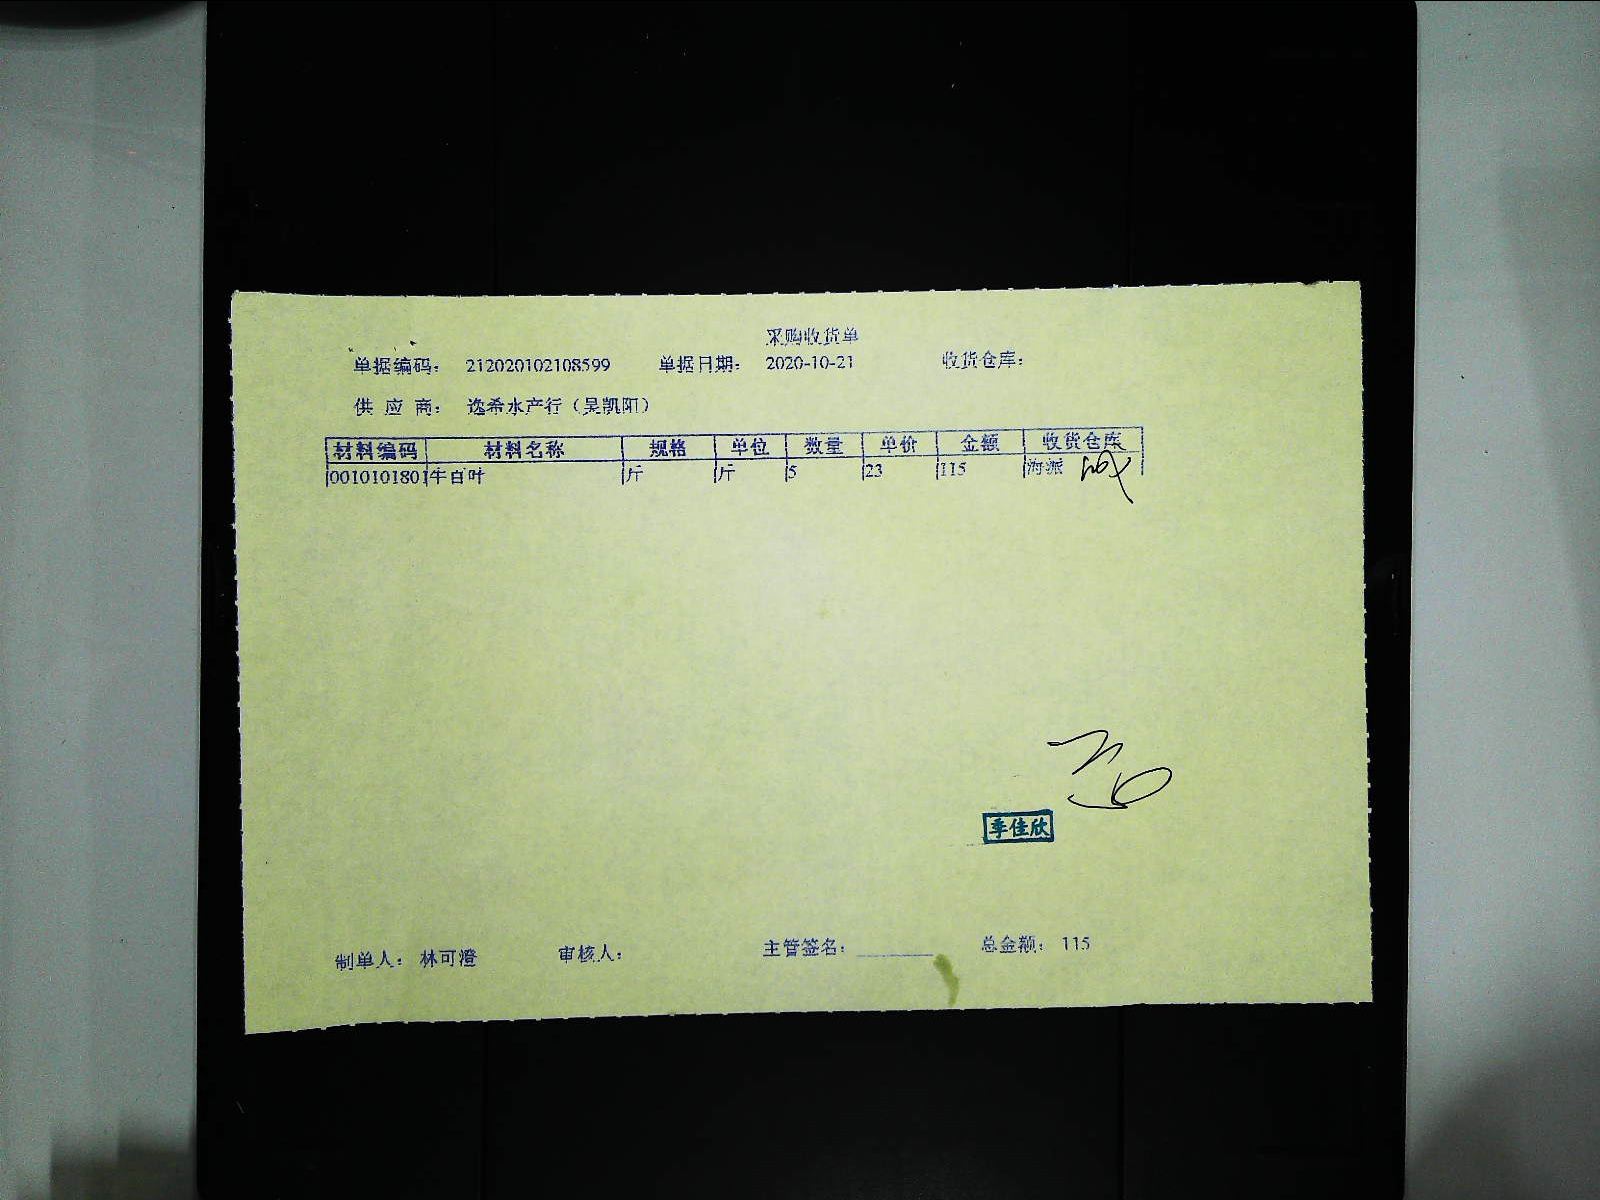 采购收货单
单据编码： 212020102108599 单据日期： 2020-10-21 收货仓库：
供 应 商： 逸希水产行（吴凯阳）
材料编码 材料名称 规格 单位 数量 单价 金额 收货仓库
0010101801 牛百叶 斤 斤 5 23 115 海派
季佳欣
制单人： 林可澄 审核人： 主管签名： 总金额： 115